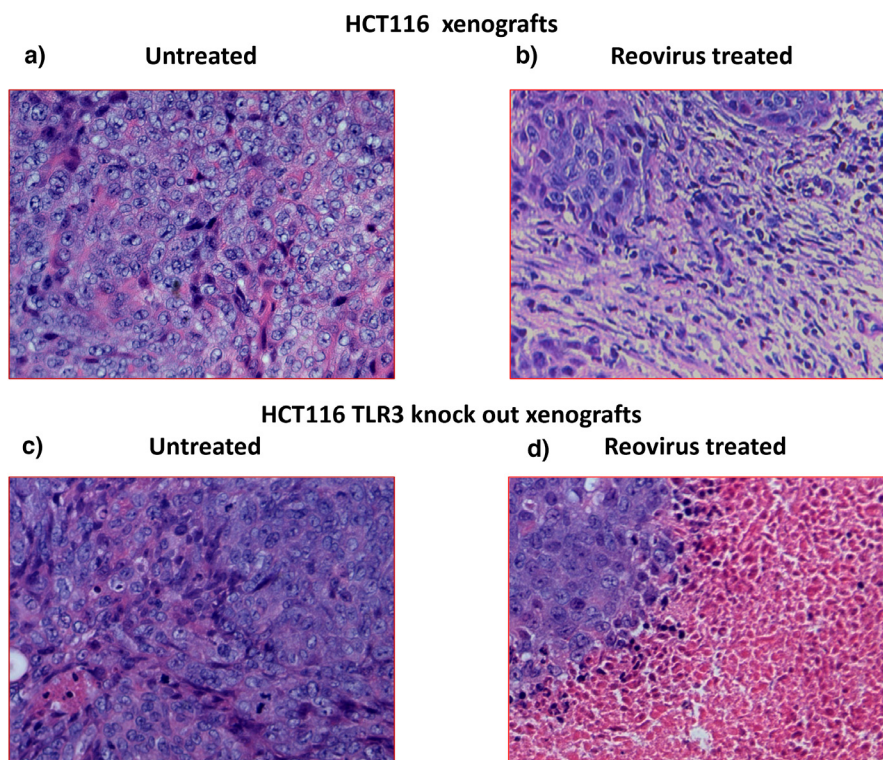 HCT116 xenografts
a) Untreated
b) Reovirus treated
HCT116 TLR3 knock out xenografts
c) Untreated
d) Reovirus treated